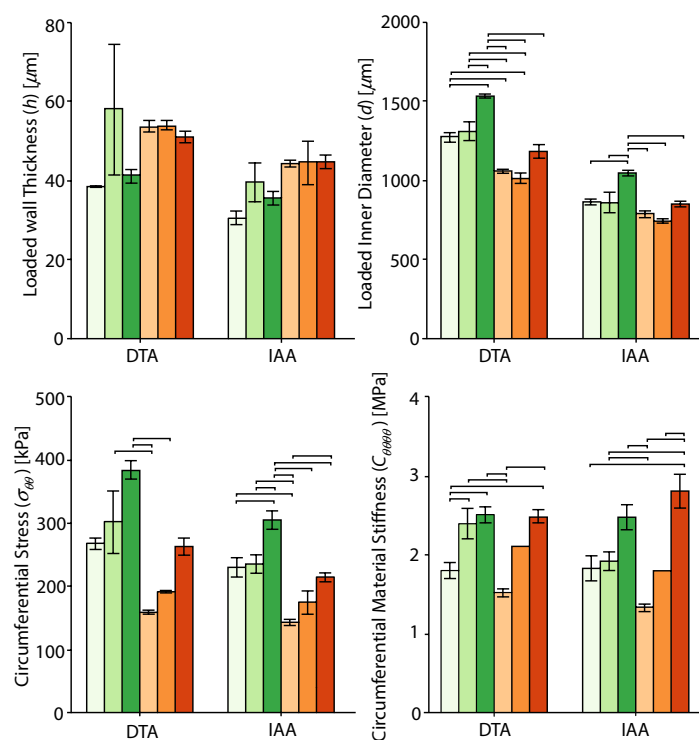 Loaded wall Thickness (h) [μm]
80
60
40
20
0
DTA
IAA
Loaded Inner Diameter (d) [μm]
2000
1500
1000
500
0
DTA
IAA
Circumferential Stress (σθθ) [kPa]
500
400
300
200
100
0
DTA
IAA
Circumferential Material Stiffness (Cθθθθ) [MPa]
4
3
2
1
0
DTA
IAA